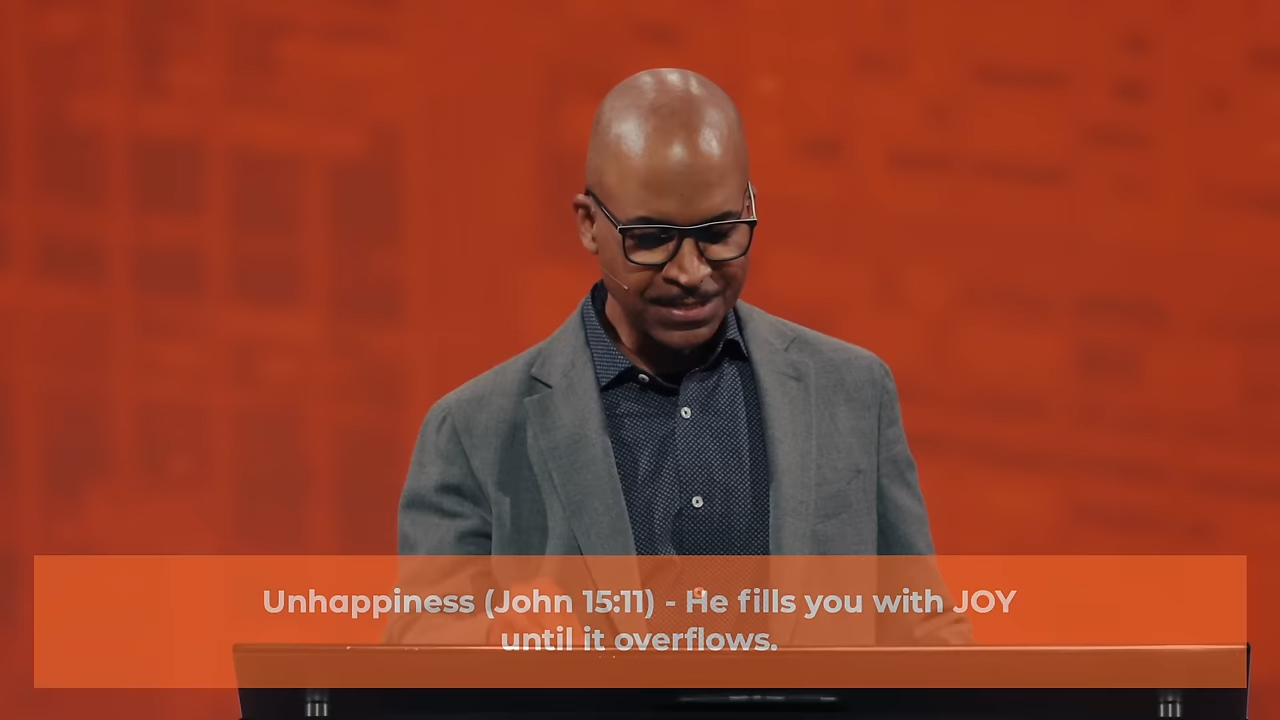 Unhappiness (John 15:11) - He fills you with JOY
until it overflows.